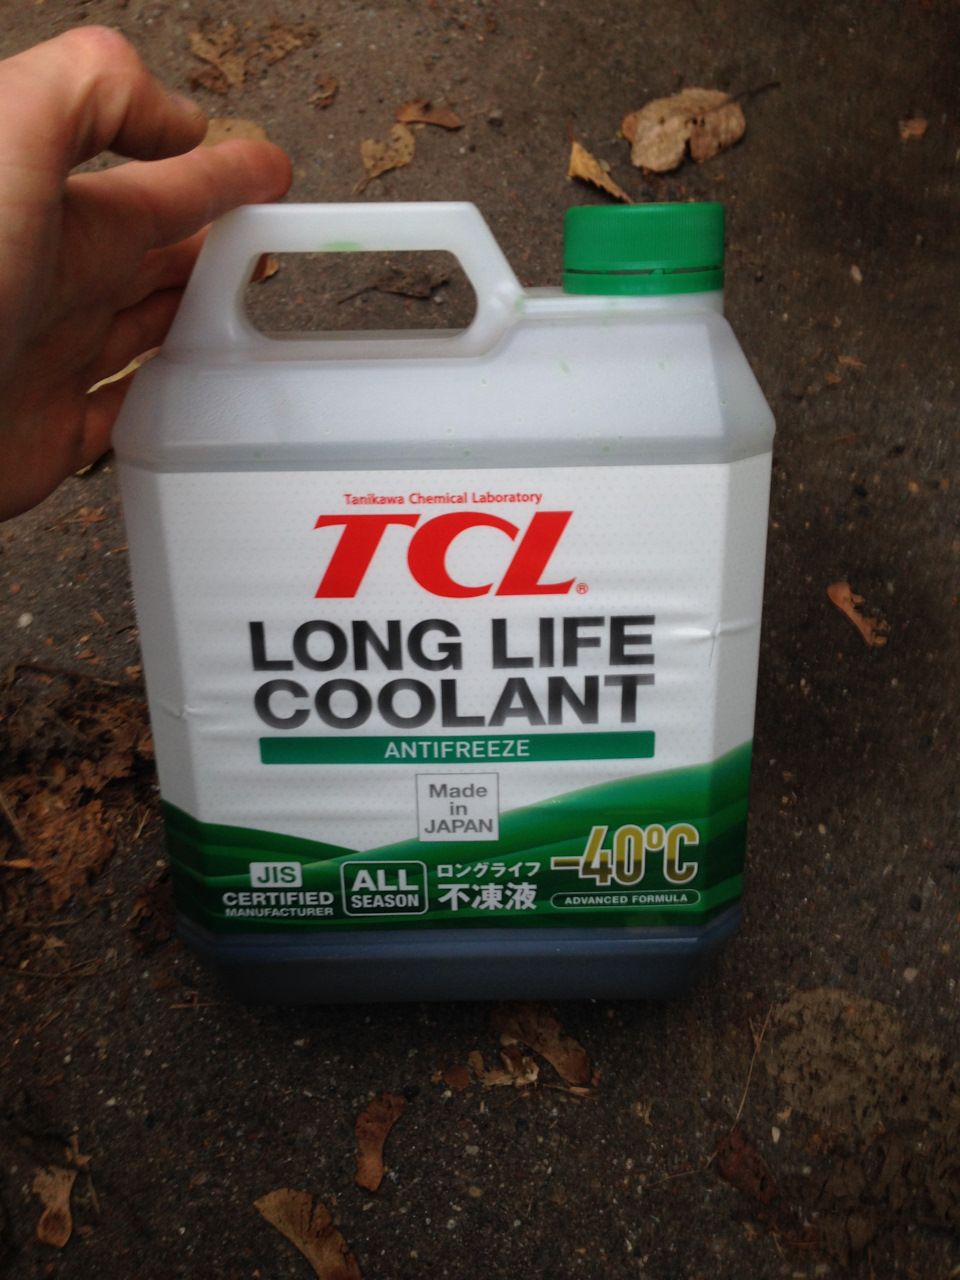 Tanikawa Chemical Laboratory
TCL®
LONG LIFE
COOLANT
ANTIFREEZE
Made
in
JAPAN
JIS
CERTIFIED
MANUFACTURER
ALL
SEASON
ロングライフ
不凍液
-40°C
ADVANCED FORMULA